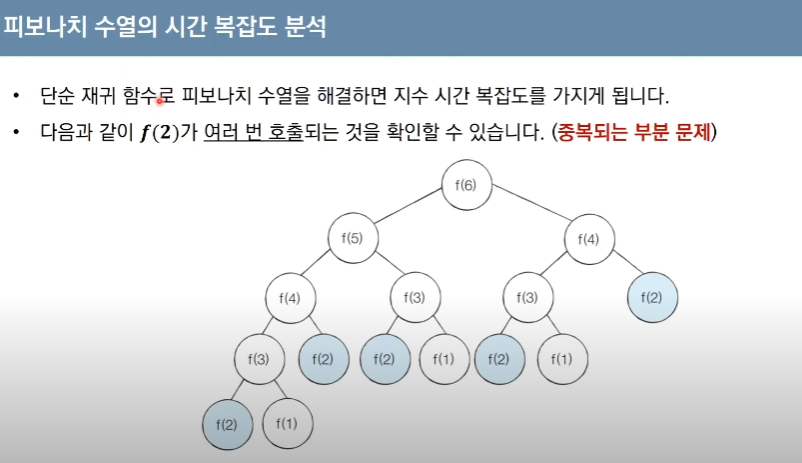 피보나치 수열의 시간 복잡도 분석
• 단순 재귀 함수로 피보나치 수열을 해결하면 지수 시간 복잡도를 가지게 됩니다.
• 다음과 같이 f(2)가 여러 번 호출되는 것을 확인할 수 있습니다. (중복되는 부분 문제)
f(6)
f(5) f(4)
f(4) f(3) f(3) f(2)
f(3) f(2) f(2) f(1) f(2) f(1)
f(2) f(1)